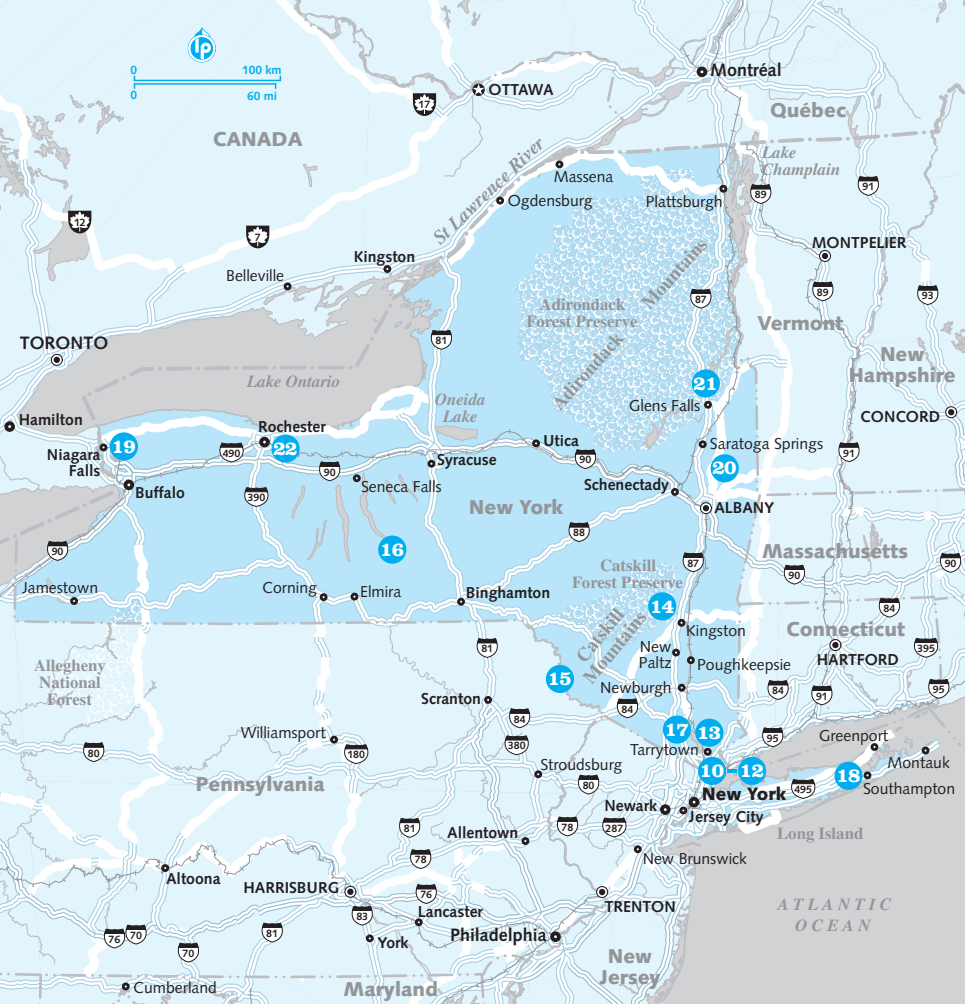 lp
0
100 km
0
60 mi
Montréal
OTTAWA
17
Québec
CANADA
St Lawrence River
Lake
Champlain
Massena
Ogdensburg
Plattsburgh
89
91
12
7
Kingston
Belleville
MONTPELIER
Adirondack Mountains
Adirondack
Forest Preserve
87
89
93
81
Vermont
TORONTO
New
Hampshire
Lake Ontario
21
Oneida
Lake
Glens Falls
CONCORD
Hamilton
Rochester
19
22
Niagara
Falls
490
Utica
Saratoga Springs
91
90
Syracuse
90
20
Buffalo
Seneca Falls
Schenectady
390
New York
ALBANY
88
90
16
87
Massachusetts
90
90
Catskill
Forest Preserve
Jamestown
Corning
Elmira
Binghamton
14
84
Catskill
Mountains
Kingston
Connecticut
81
New
Paltz
HARTFORD
395
Allegheny
National
Forest
15
Poughkeepsie
Newburgh
84
91
95
Scranton
84
84
17
13
Williamsport
180
380
Tarrytown
95
Greenport
80
Montauk
Stroudsburg
10
12
18
Pennsylvania
80
495
Southampton
New York
Newark
Jersey City
81
Allentown
78
287
Long Island
78
New Brunswick
Altoona
HARRISBURG
76
TRENTON
ATLANTIC
OCEAN
83
Lancaster
76
70
81
York
Philadelphia
70
New
Jersey
Cumberland
Maryland